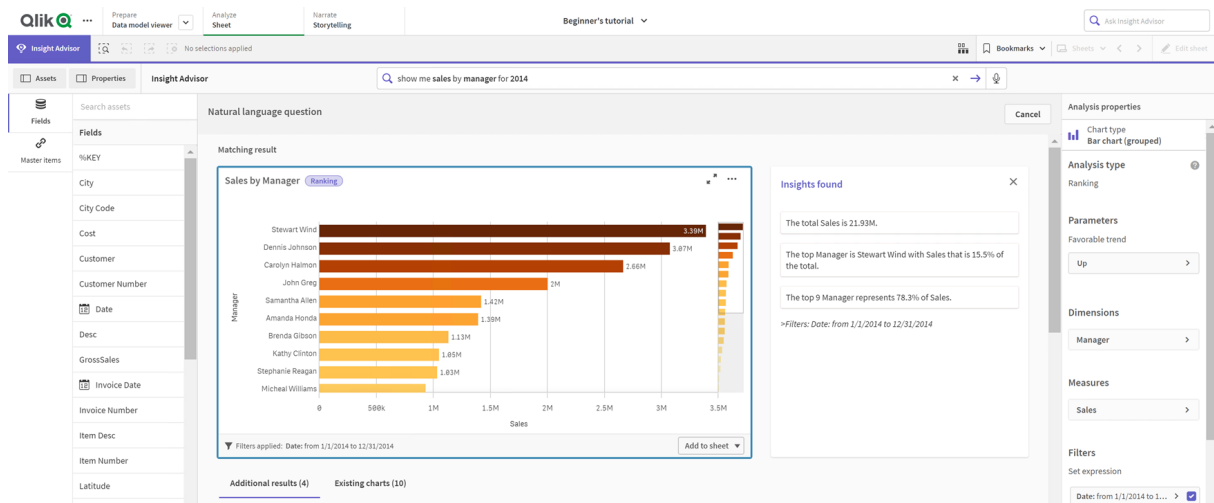 Qlik
Prepare
Data model viewer
Analyze
Sheet
Narrate
Storytelling
Beginner's tutorial
Ask Insight Advisor
Insight Advisor
No selections applied
Bookmarks
Sheets
Edit sheet
Assets
Properties
Insight Advisor
show me sales by manager for 2014
Fields
Master items
Search assets
Fields
%KEY
City
City Code
Cost
Customer
Customer Number
Date
Desc
GrossSales
Invoice Date
Invoice Number
Item Desc
Item Number
Latitude
Natural language question
Cancel
Matching result
Sales by Manager
Ranking
Manager
Stewart Wind 3.39M
Dennis Johnson 3.07M
Carolyn Halmon 2.66M
John Greg 2M
Samantha Allen 1.42M
Amanda Honda 1.39M
Brenda Gibson 1.13M
Kathy Clinton 1.05M
Stephanie Reagan 1.03M
Micheal Williams
0 500k 1M 1.5M 2M 2.5M 3M 3.5M
Sales
Filters applied: Date: from 1/1/2014 to 12/31/2014
Add to sheet
Insights found
The total Sales is 21.93M.
The top Manager is Stewart Wind with Sales that is 15.5% of
the total.
The top 9 Manager represents 78.3% of Sales.
>Filters: Date: from 1/1/2014 to 12/31/2014
Additional results (4)
Existing charts (10)
Analysis properties
Chart type
Bar chart (grouped)
Analysis type
Ranking
Parameters
Favorable trend
Up
Dimensions
Manager
Measures
Sales
Filters
Set expression
Date: from 1/1/2014 to 1...